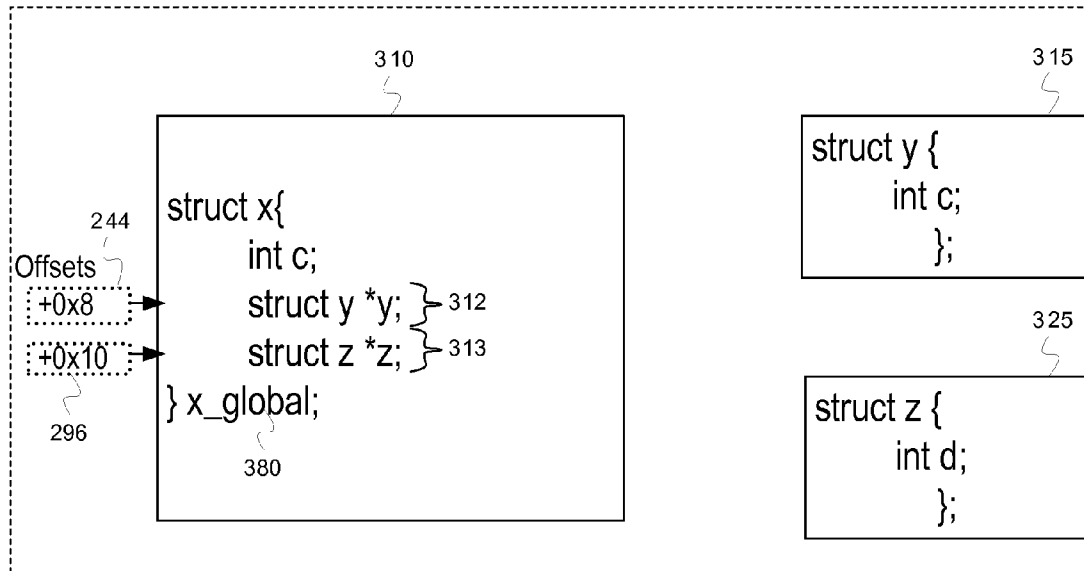 310
315
struct y {
int c;
};
244
Offsets
+0x8
+0x10
296
struct x{
int c;
struct y *y;
312
struct z *z;
313
} x_global;
380
325
struct z {
int d;
};